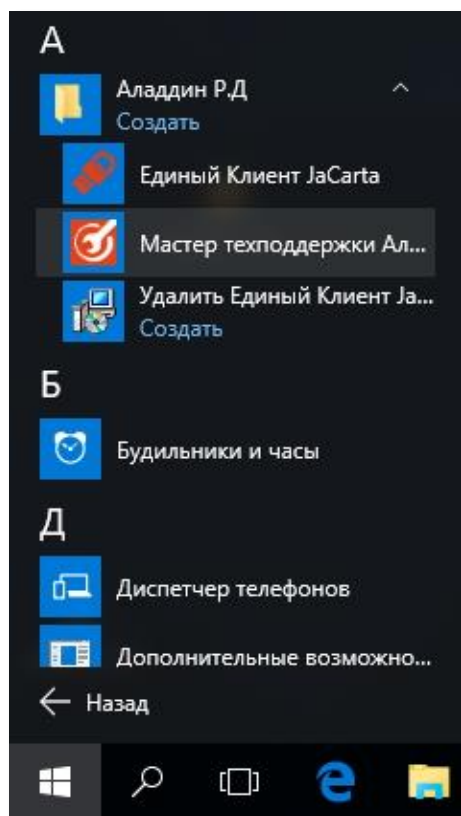 А
Аладдин Р.Д
Создать
Единый Клиент JaCarta
Мастер техподдержки Ал...
Удалить Единый Клиент Ja...
Создать
Б
Будильники и часы
Д
Диспетчер телефонов
Дополнительные возможно...
Назад